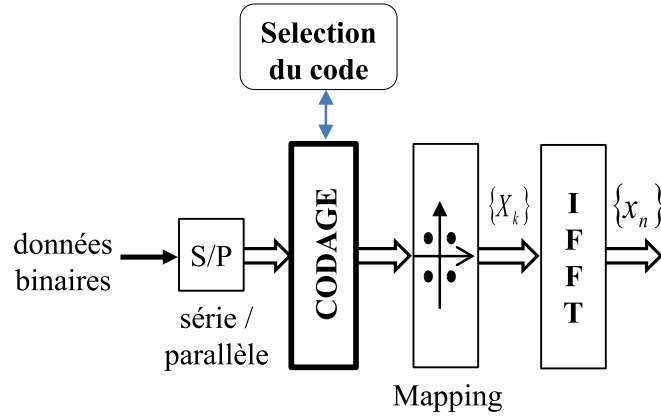 Selection
du code
données
binaires
S/P
série /
parallèle
CODAGE
Mapping
{X_k}
I
F
F
T
{x_n}